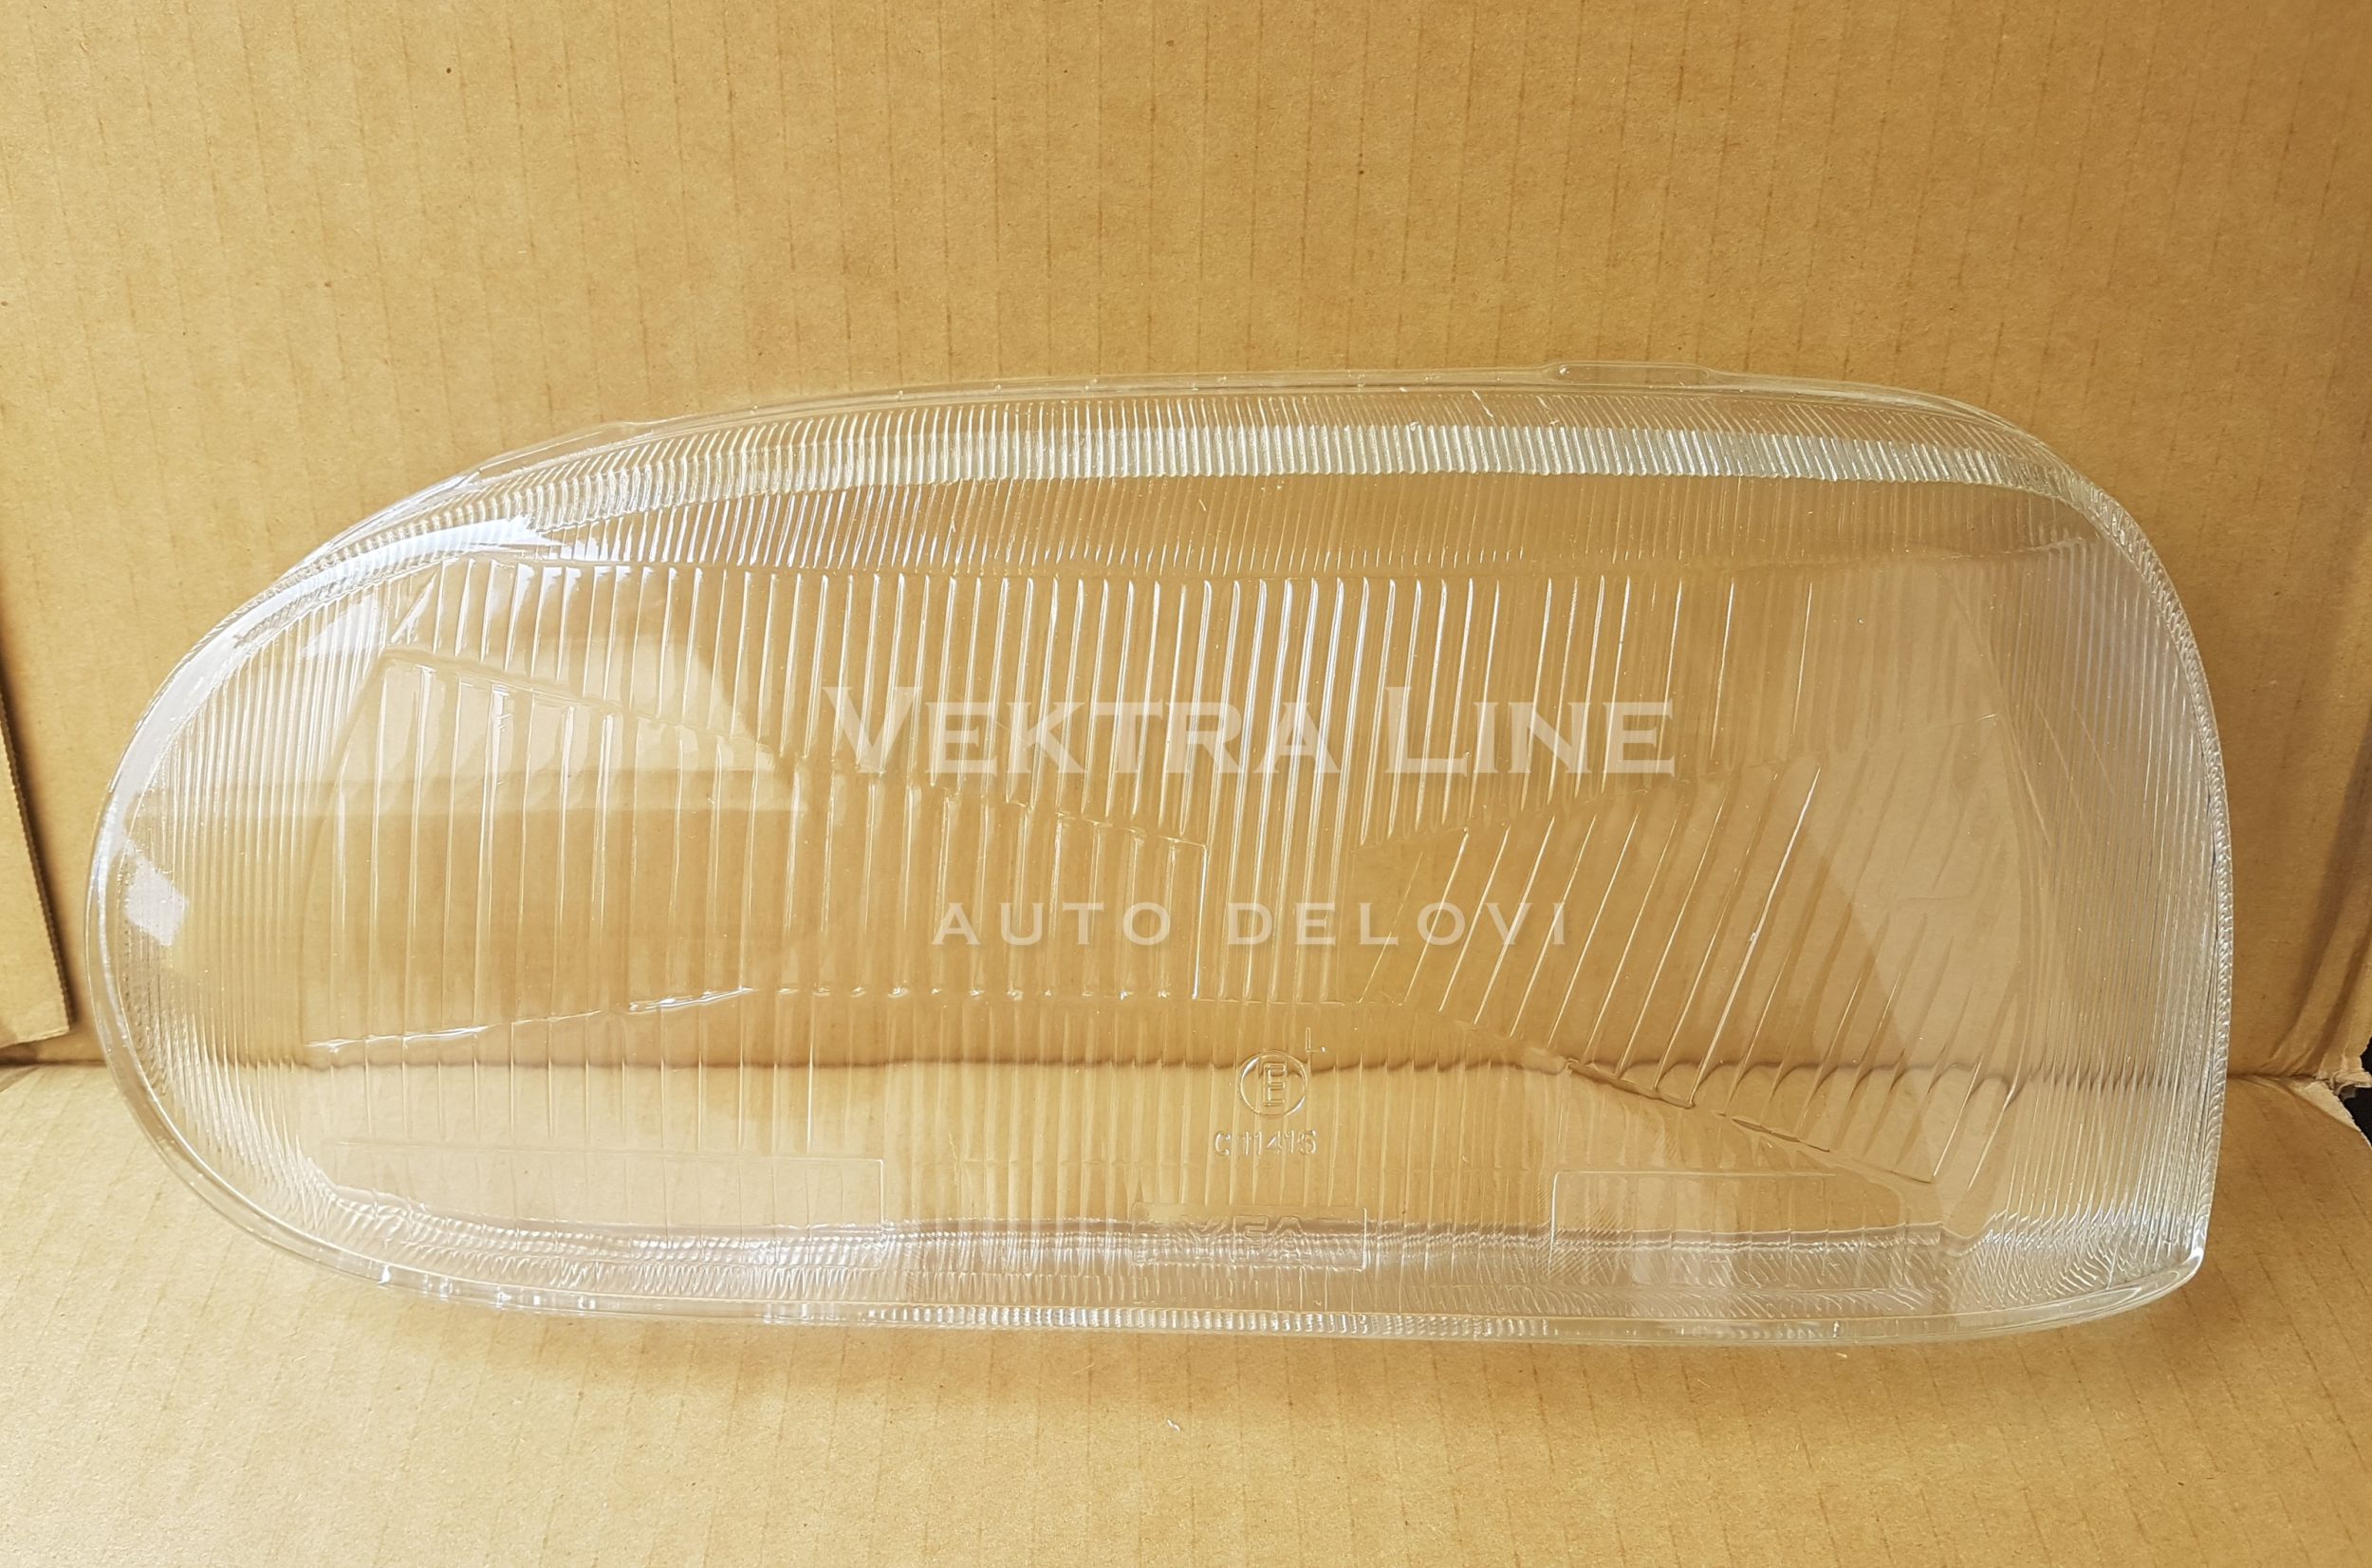 VEKTRA LINE
AUTO DELOVI
L
E
C 11415